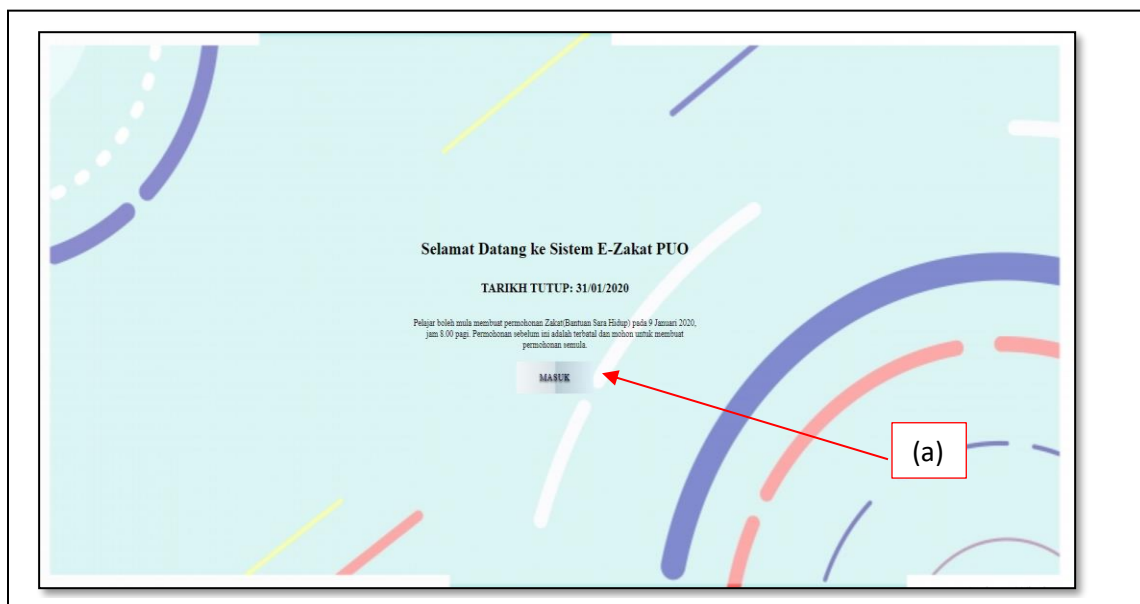 Selamat Datang ke Sistem E-Zakat PUO
TARIKH TUTUP: 31/01/2020
Pelajar boleh mula membuat permohonan Zakat(Bantuan Sara Hidup) pada 9 Januari 2020,
jam 8.00 pagi. Permohonan sebelum ini adalah terbatal dan mohon untuk membuat
permohonan semula.
MASUK
(a)